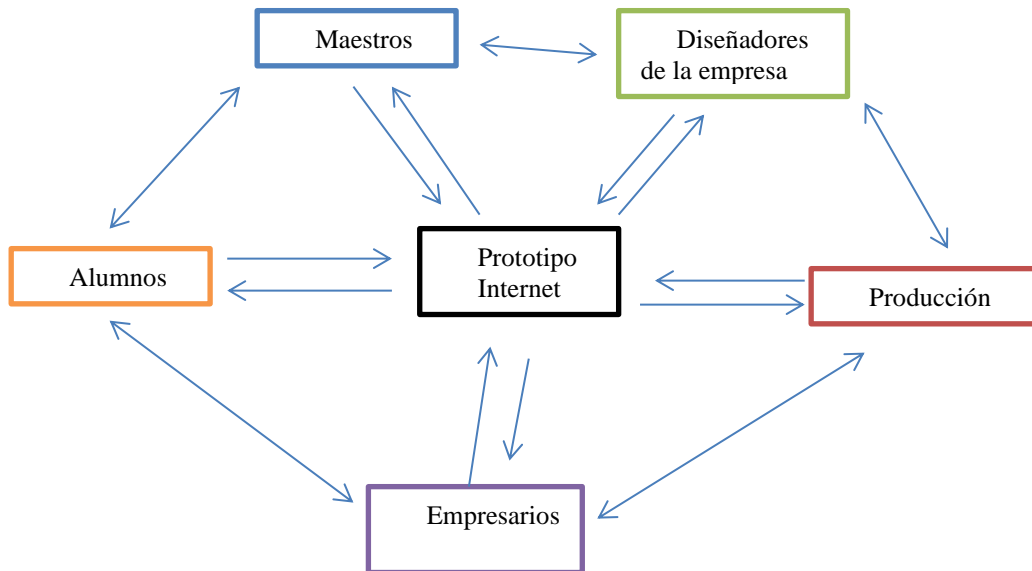 Maestros
Diseñadores
de la empresa
Alumnos
Prototipo
Internet
Producción
Empresarios